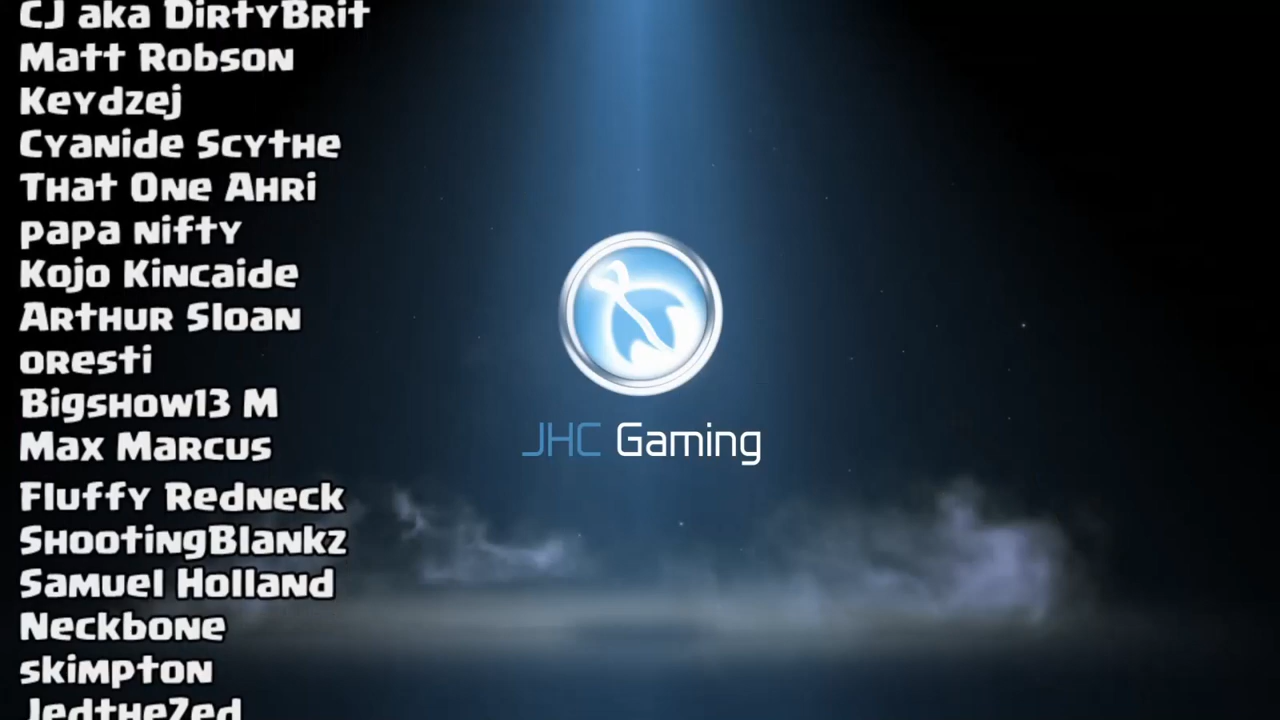 CJ aka DirtyBrit
Matt Robson
Keydzej
Cyanide Scythe
That One Ahri
papa nifty
Kojo Kincaide
Arthur Sloan
oresti
Bigshow13 M
Max Marcus
Fluffy Redneck
ShootingBlankz
Samuel Holland
Neckbone
skimpton
JedtheZed
JHC Gaming